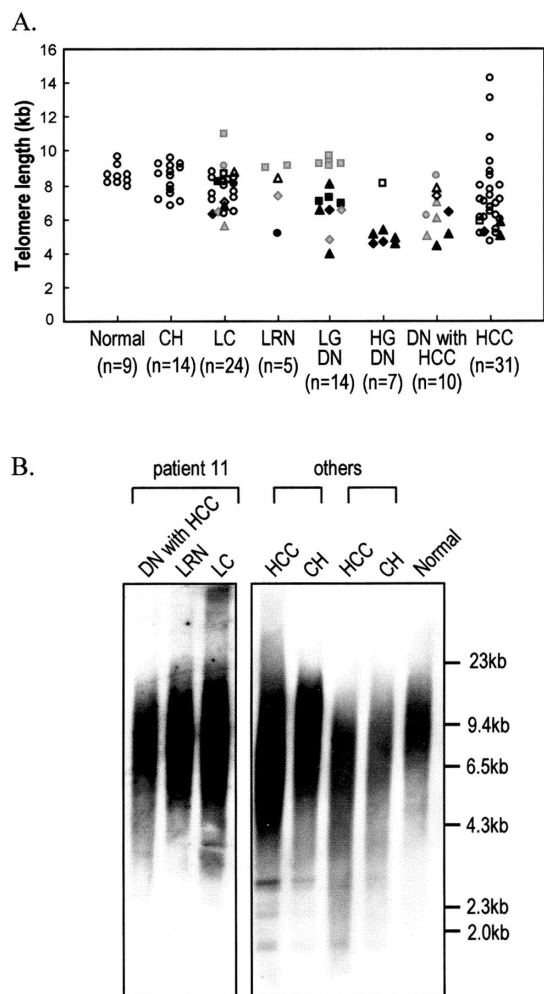 A.
Telomere length (kb)
16
14
12
10
8
6
4
2
0
Normal CH LC LRN LG DN HG DN DN with HCC HCC
(n=9) (n=14) (n=24) (n=5) (n=14) (n=7) (n=10) (n=31)
B.
patient 11 others
DN with HCC LRN LC HCC CH HCC CH Normal
23kb
9.4kb
6.5kb
4.3kb
2.3kb
2.0kb